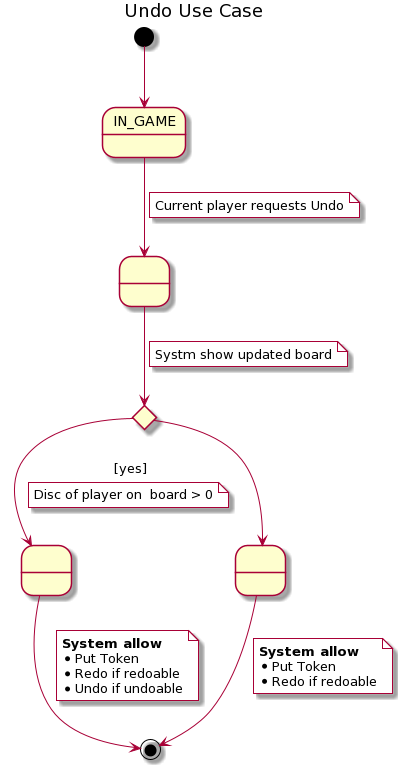 Undo Use Case
IN_GAME
Current player requests Undo
Systm show updated board
[yes]
Disc of player on  board > 0
System allow
• Put Token
• Redo if redoable
• Undo if undoable
System allow
• Put Token
• Redo if redoable